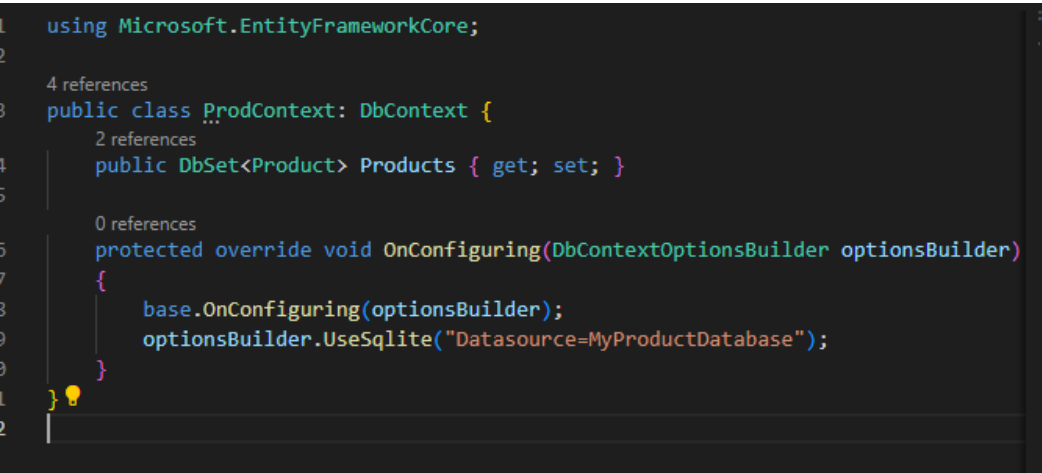 1 using Microsoft.EntityFrameworkCore;
2
4 references
3 public class ProdContext: DbContext {
2 references
4 public DbSet<Product> Products { get; set; }
5
0 references
6 protected override void OnConfiguring(DbContextOptionsBuilder optionsBuilder)
7 {
8 base.OnConfiguring(optionsBuilder);
9 optionsBuilder.UseSqlite("Datasource=MyProductDatabase");
0 }
1 }
2